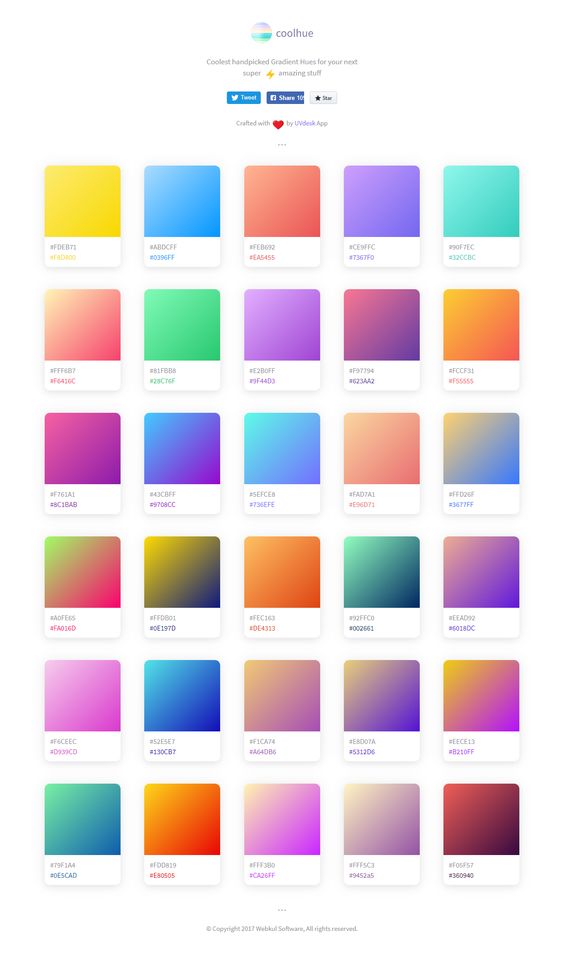 coolhue
Coolest handpicked Gradient Hues for your next
super ⚡ amazing stuff
Tweet Share Star
Crafted with ❤ by UVdesk App
...
#FDEB71 #ABDCFF #FEB692 #CE9FFC #90F7EC
#F8D800 #0396FF #EA5455 #7367F0 #32CCBC
#FFF6B7 #81FBB8 #E2B0FF #F97794 #FCCF31
#F6416C #28C76F #9F44D3 #623AA2 #F55555
#F761A1 #43CBFF #5EFCE8 #FAD7A1 #FFD26F
#8C1BAB #9708CC #736EFE #E96D71 #3677FF
#A0FE65 #FFDB01 #FEC163 #92FFC0 #EEAD92
#FA016D #0E197D #DE4313 #002661 #6018DC
#F6CEEC #52E5E7 #F1CA74 #E8D07A #EECE13
#D939CD #130CB7 #A64DB6 #5312D6 #B210FF
#79F1A4 #FDD819 #FFF3B0 #FFF5C3 #F05F57
#0E5CAD #E80505 #CA26FF #9452a5 #360940
...
© Copyright 2017 Webkul Software, All rights reserved.